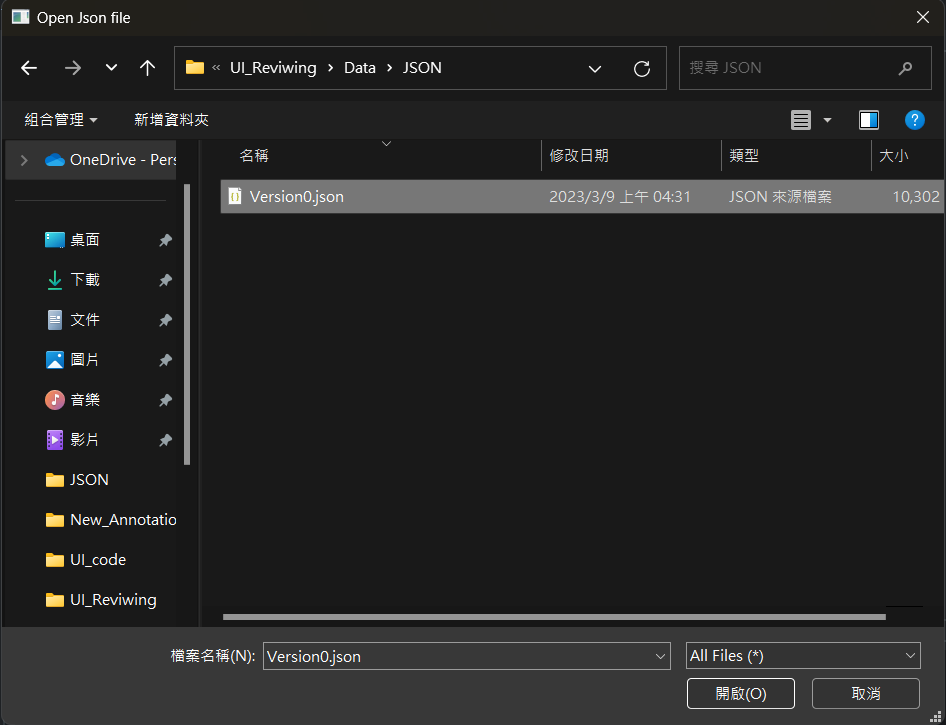 Open Json file
« UI_Reviwing > Data > JSON
搜尋 JSON
組合管理
新增資料夾
名稱 修改日期 類型 大小
OneDrive - Pers
Version0.json 2023/3/9 上午 04:31 JSON 來源檔案 10,302
桌面
下載
文件
圖片
音樂
影片
JSON
New_Annotatio
UI_code
UI_Reviwing
檔案名稱(N): Version0.json All Files (*)
開啟(O) 取消